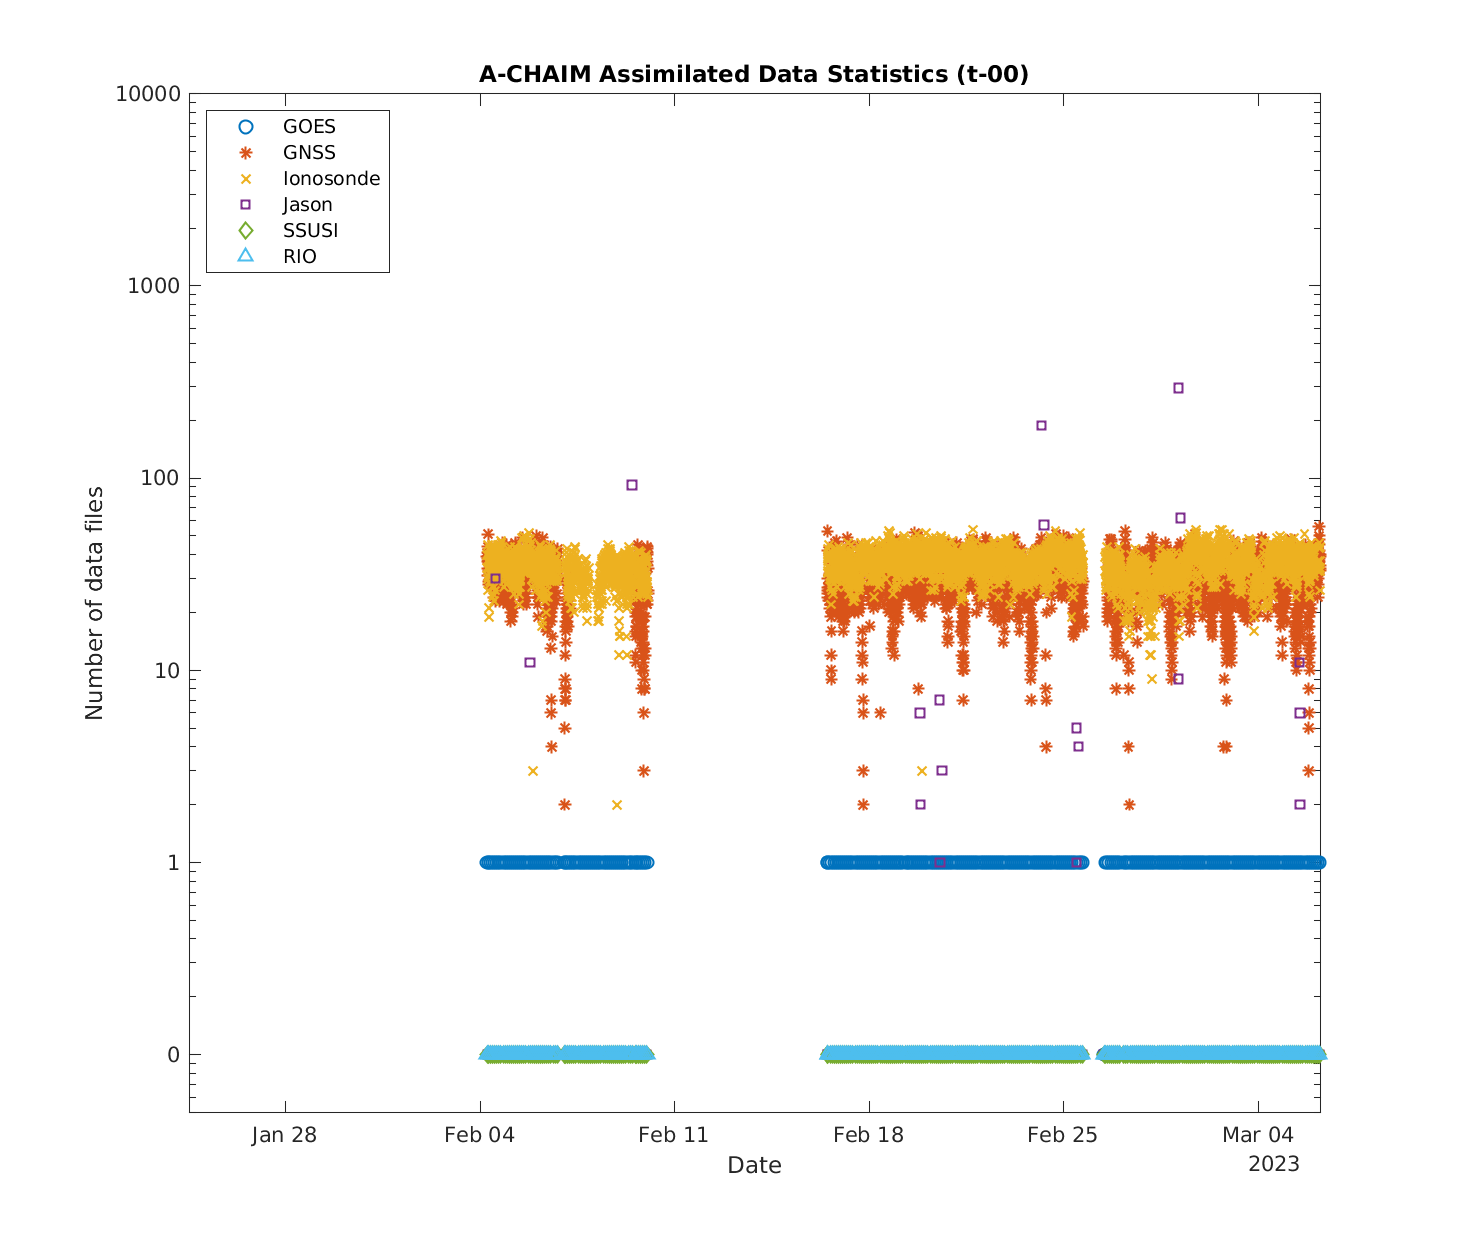 A-CHAIM Assimilated Data Statistics (t-00)
10000
1000
100
10
1
0
Number of data files
GOES
GNSS
Ionosonde
Jason
SSUSI
RIO
Jan 28
Feb 04
Feb 11
Feb 18
Feb 25
Mar 04
2023
Date